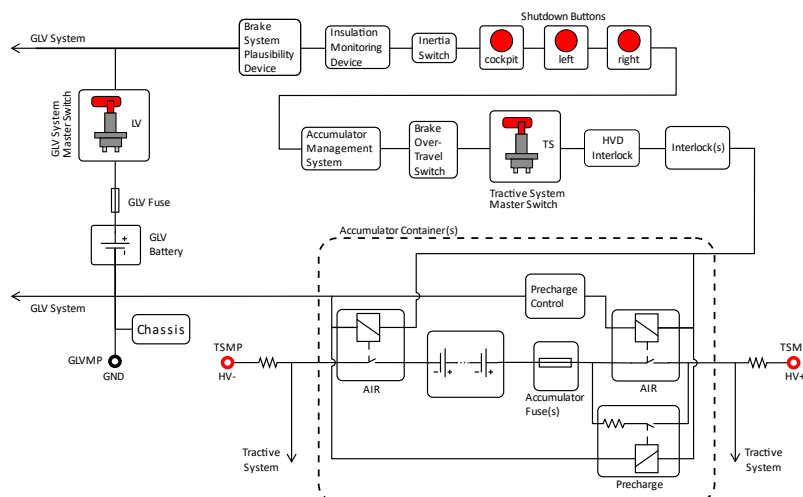 Shutdown Buttons
GLV System
Brake
System
Plausibility
Device
Insulation
Monitoring
Device
Inertia
Switch
cockpit
left
right
GLV System
Master Switch
LV
Accumulator
Management
System
Brake
Over-
Travel
Switch
TS
HVD
Interlock
Interlock(s)
Tractive System
Master Switch
GLV Fuse
GLV
Battery
+
-
Accumulator Container(s)
GLV System
Precharge
Control
Chassis
GLVMP
GND
TSMP
HV-
AIR
- + - +
Accumulator
Fuse(s)
AIR
TSM
HV+
Tractive
System
Precharge
Tractive
System